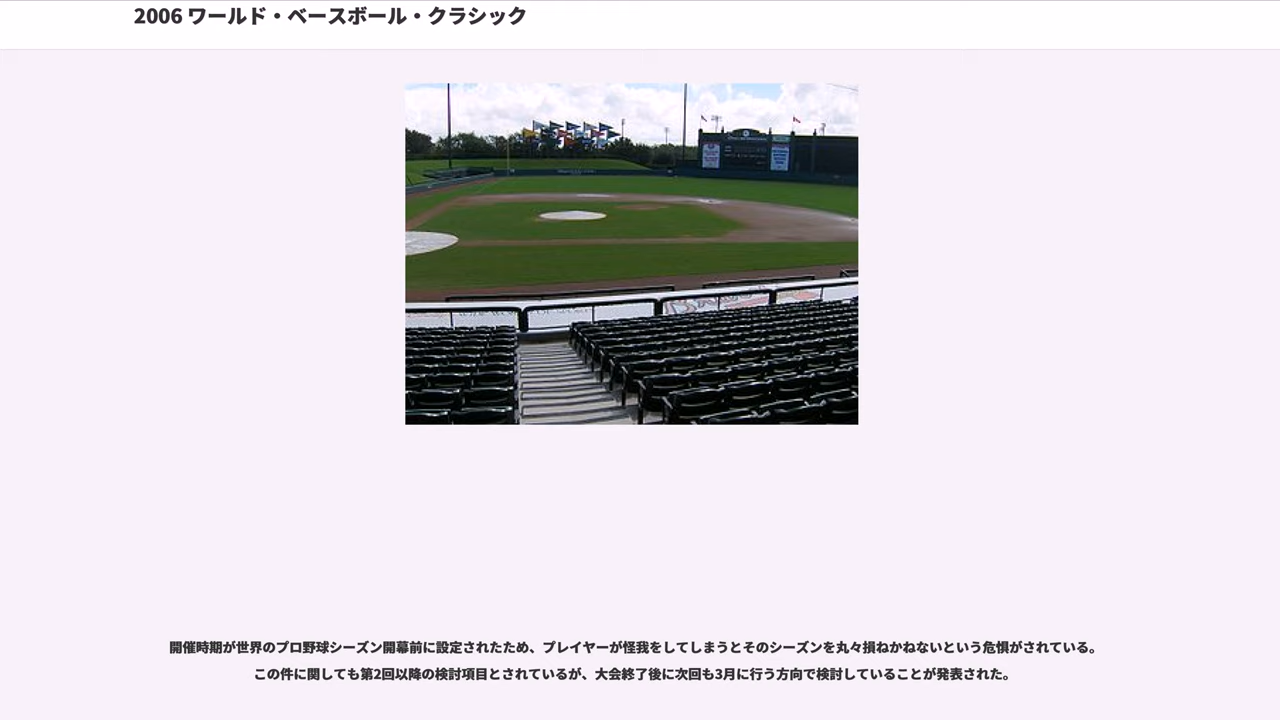 2006 ワールド・ベースボール・クラシック
開催時期が世界のプロ野球シーズン開幕前に設定されたため、プレイヤーが怪我をしてしまうとそのシーズンを丸々損ねかねないという危惧がされている。
この件に関しても第2回以降の検討項目とされているが、大会終了後に次回も3月に行う方向で検討していることが発表された。